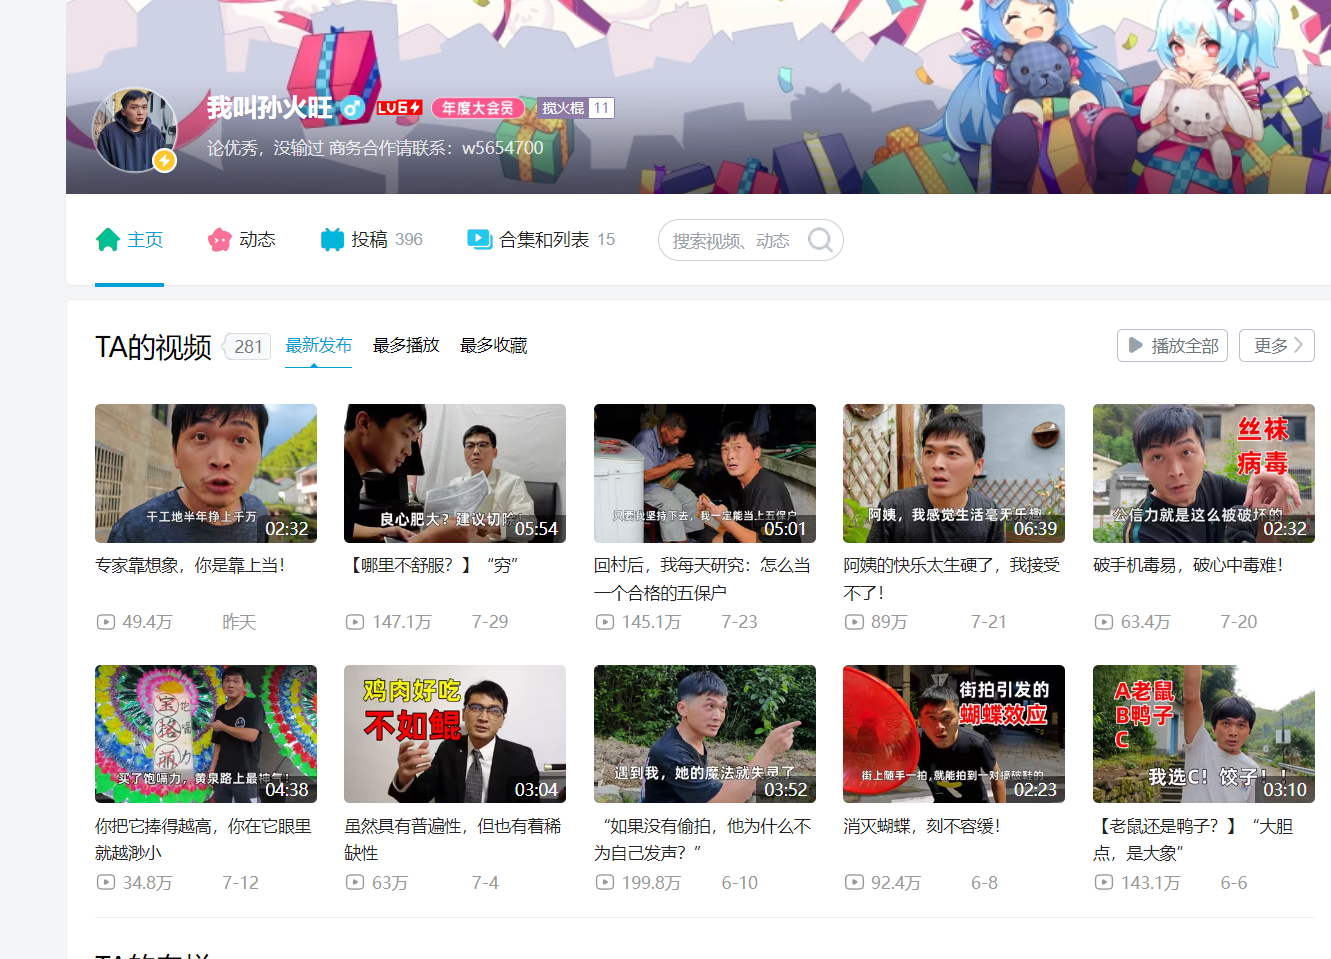 我叫孙火旺 LV6 年度大会员 搅火棍 11
论优秀，没输过 商务合作请联系：w5654700
主页 动态 投稿 396 合集和列表 15 搜索视频、动态
TA的视频 281 最新发布 最多播放 最多收藏 播放全部 更多
干工地半年挣上千万
02:32
专家靠想象，你是靠上当！
49.4万 昨天
良心肥大？建议切除
05:54
【哪里不舒服？】“穷”
147.1万 7-29
只要我坚持下去，我一定能当上五保户
05:01
回村后，我每天研究：怎么当
一个合格的五保户
145.1万 7-23
阿姨，我感觉生活毫无乐趣
06:39
阿姨的快乐太生硬了，我接受
不了！
89万 7-21
丝袜
病毒
公信力就是这么被破坏的
02:32
破手机毒易，破心中毒难！
63.4万 7-20
宝格丽
饱嗝力
买了饱嗝力，黄泉路上最神气！
04:38
你把它捧得越高，你在它眼里
就越渺小
34.8万 7-12
鸡肉好吃
不如鲲
03:04
虽然具有普遍性，但也有着稀
缺性
63万 7-4
遇到我，她的魔法就失灵了
03:52
“如果没有偷拍，他为什么不
为自己发声？”
199.8万 6-10
街拍引发的
蝴蝶效应
街上随手一拍，就能拍到一对搞破鞋的
02:23
消灭蝴蝶，刻不容缓！
92.4万 6-8
A老鼠
B鸭子
C
我选C！饺子！！
03:10
【老鼠还是鸭子？】“大胆
点，是大象”
143.1万 6-6